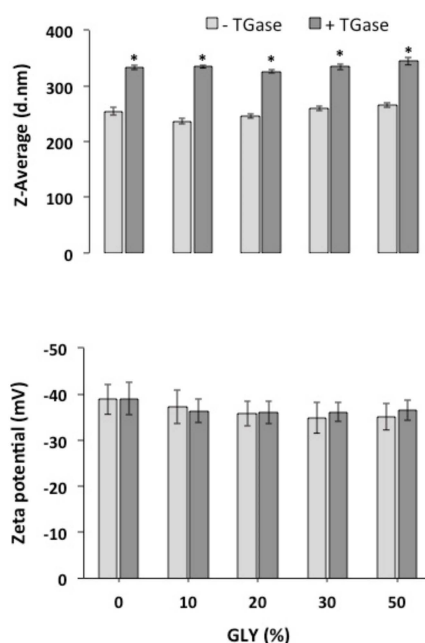 - TGase + TGase
Z-Average (d.nm)
400
300
200
100
0
* * * * *
Zeta potential (mV)
-50
-40
-30
-20
-10
0
0 10 20 30 50
GLY (%)